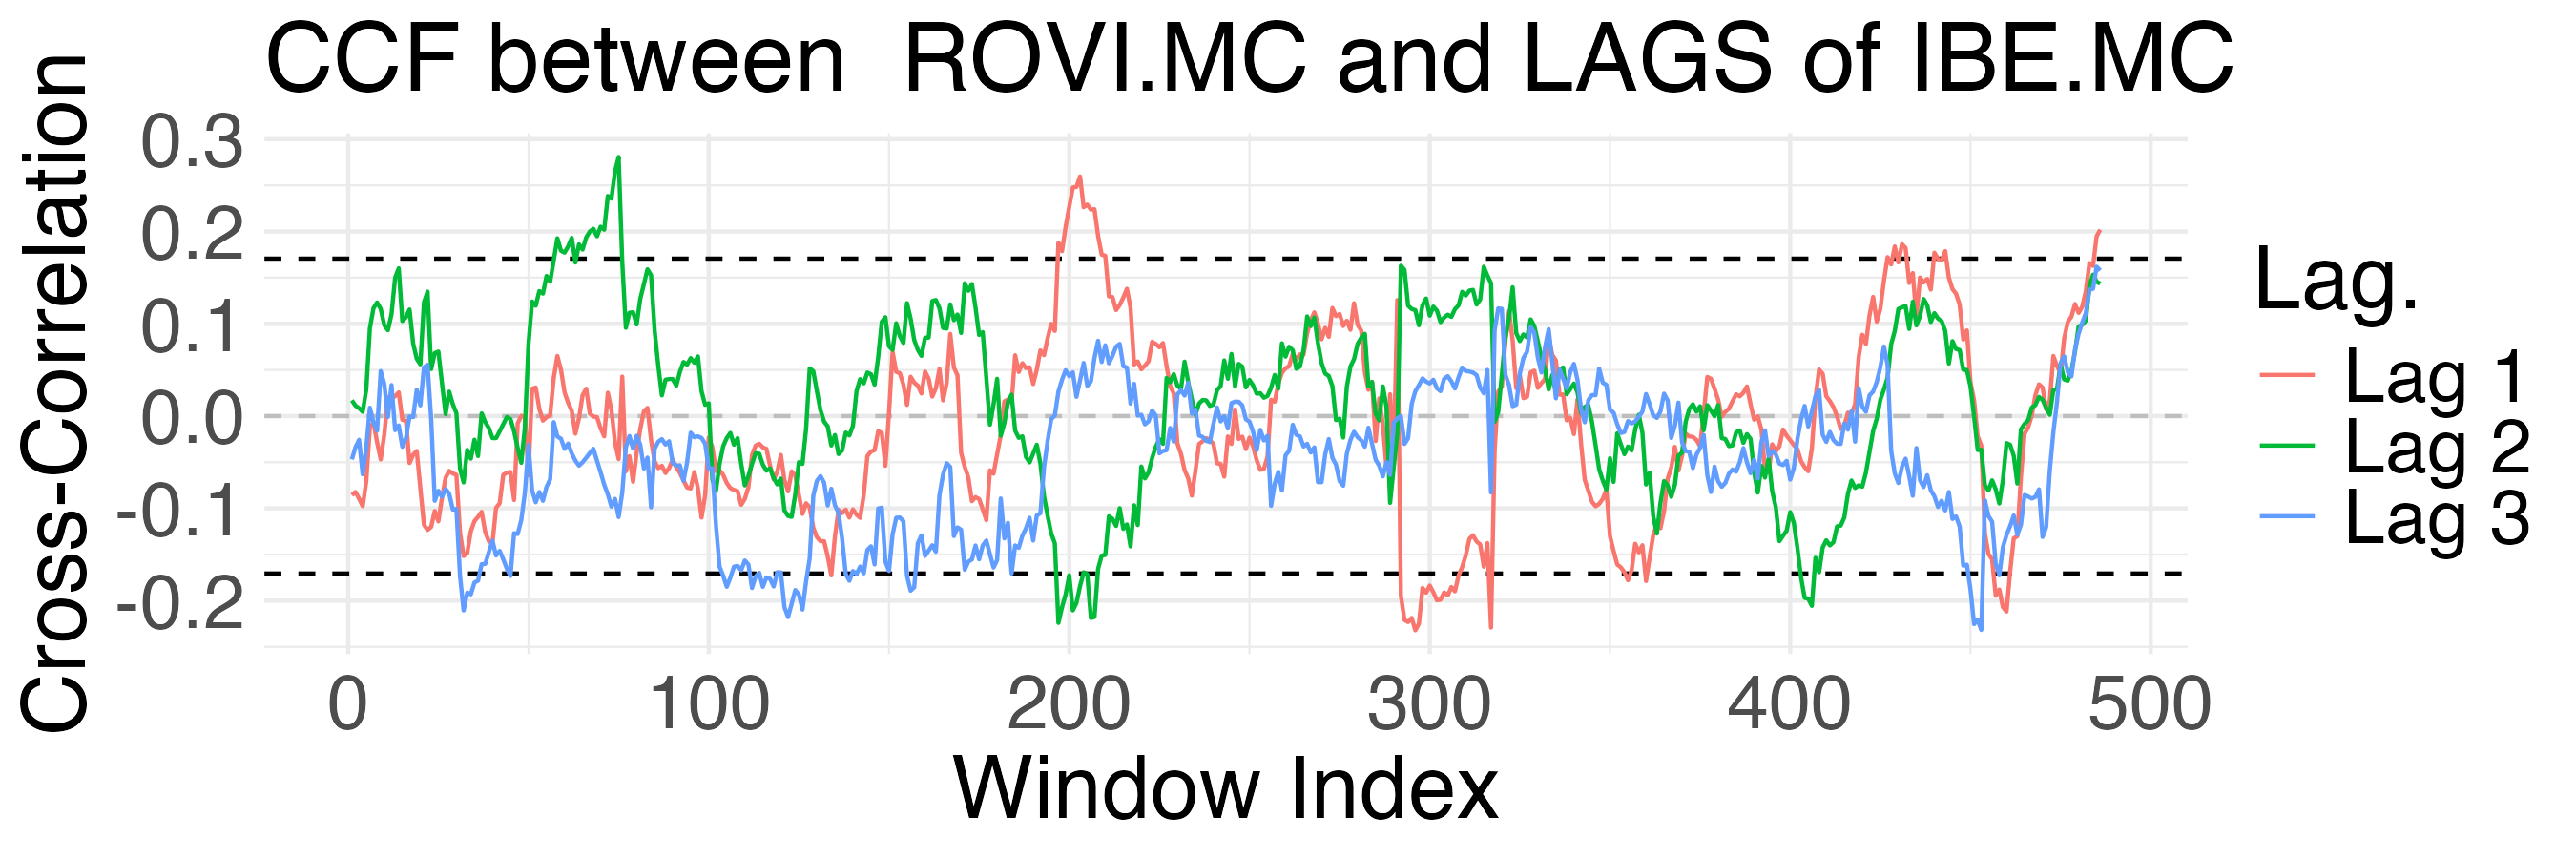 CCF between  ROVI.MC and LAGS of IBE.MC
Cross-Correlation
0.3
0.2
0.1
0.0
-0.1
-0.2
0 100 200 300 400 500
Window Index
Lag.
Lag 1
Lag 2
Lag 3